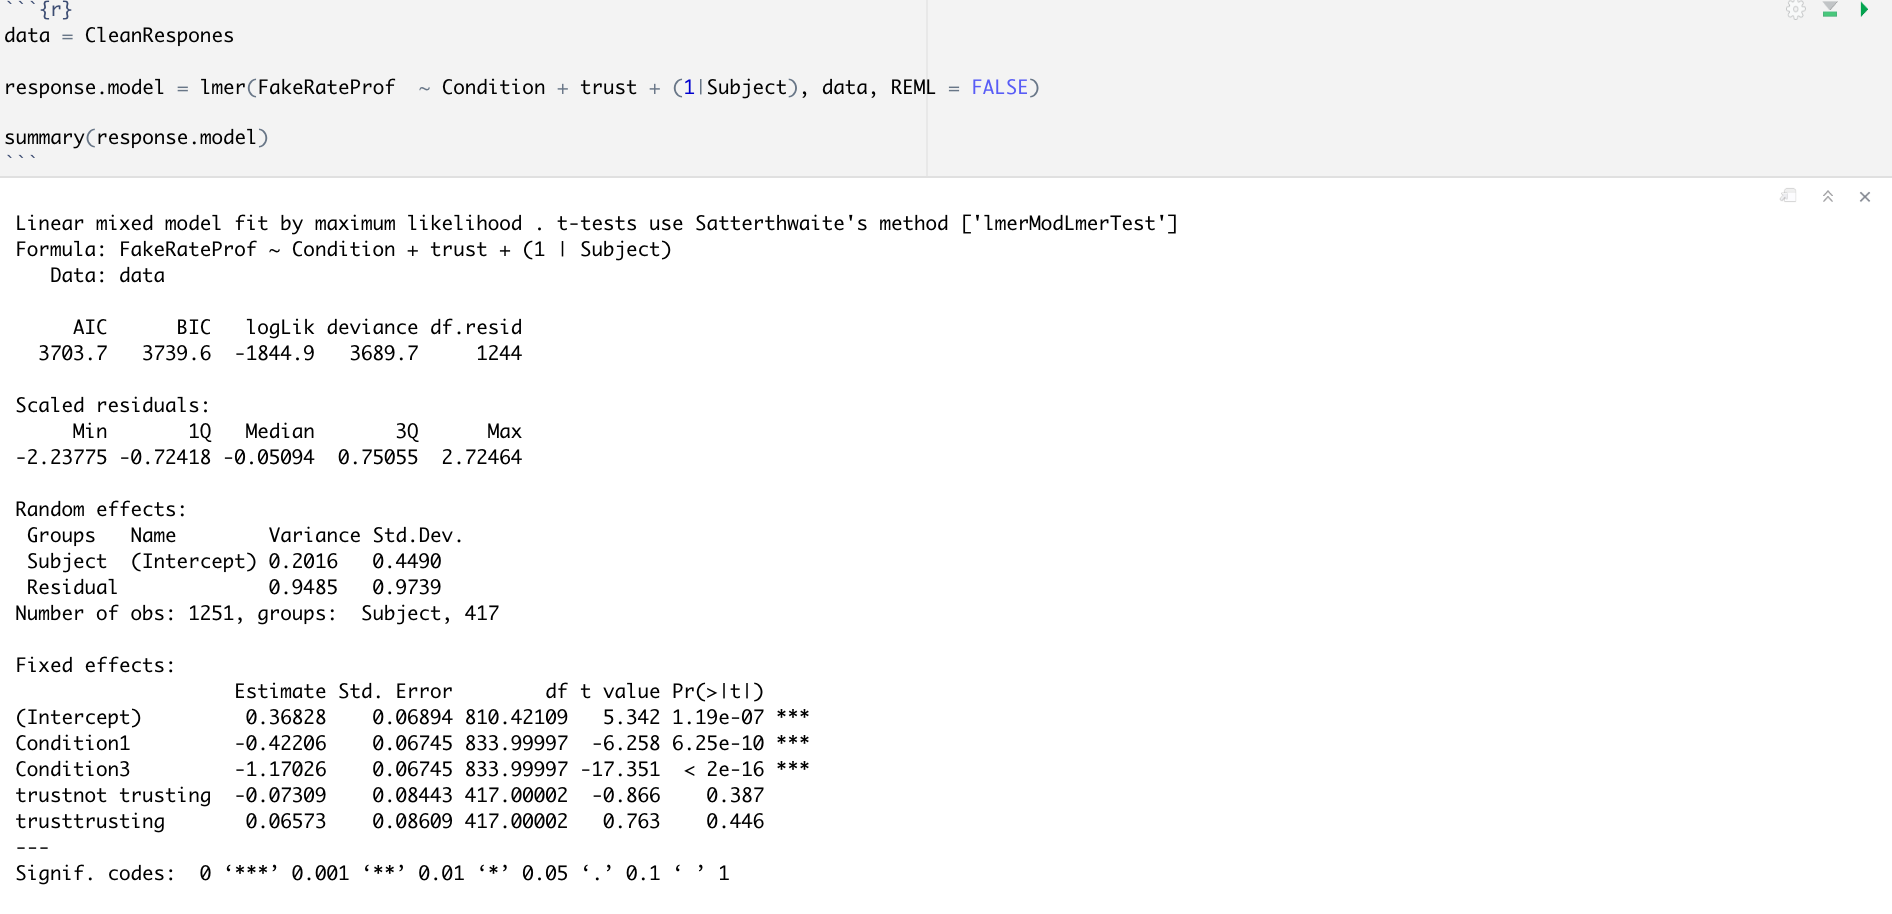 ```{r}
data = CleanRespones
response.model = lmer(FakeRateProf  ~ Condition + trust + (1|Subject), data, REML = FALSE)
summary(response.model)
```
Linear mixed model fit by maximum likelihood . t-tests use Satterthwaite's method ['lmerModLmerTest']
Formula: FakeRateProf ~ Condition + trust + (1 | Subject)
   Data: data
     AIC      BIC   logLik deviance df.resid
  3703.7   3739.6  -1844.9   3689.7     1244
Scaled residuals:
     Min       1Q   Median       3Q      Max
-2.23775 -0.72418 -0.05094  0.75055  2.72464
Random effects:
 Groups   Name        Variance Std.Dev.
 Subject  (Intercept) 0.2016   0.4490
 Residual             0.9485   0.9739
Number of obs: 1251, groups:  Subject, 417
Fixed effects:
                   Estimate Std. Error        df t value Pr(>|t|)
(Intercept)         0.36828    0.06894 810.42109   5.342 1.19e-07 ***
Condition1         -0.42206    0.06745 833.99997  -6.258 6.25e-10 ***
Condition3         -1.17026    0.06745 833.99997 -17.351  < 2e-16 ***
trustnot trusting  -0.07309    0.08443 417.00002  -0.866    0.387
trusttrusting       0.06573    0.08609 417.00002   0.763    0.446
---
Signif. codes:  0 ‘***’ 0.001 ‘**’ 0.01 ‘*’ 0.05 ‘.’ 0.1 ‘ ’ 1